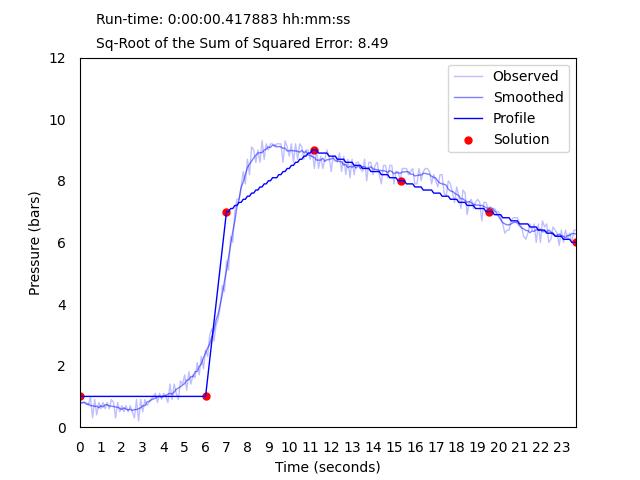 Run-time: 0:00:00.417883 hh:mm:ss
Sq-Root of the Sum of Squared Error: 8.49
12
10
8
6
4
2
0
Pressure (bars)
Observed
Smoothed
Profile
Solution
0 1 2 3 4 5 6 7 8 9 10 11 12 13 14 15 16 17 18 19 20 21 22 23
Time (seconds)